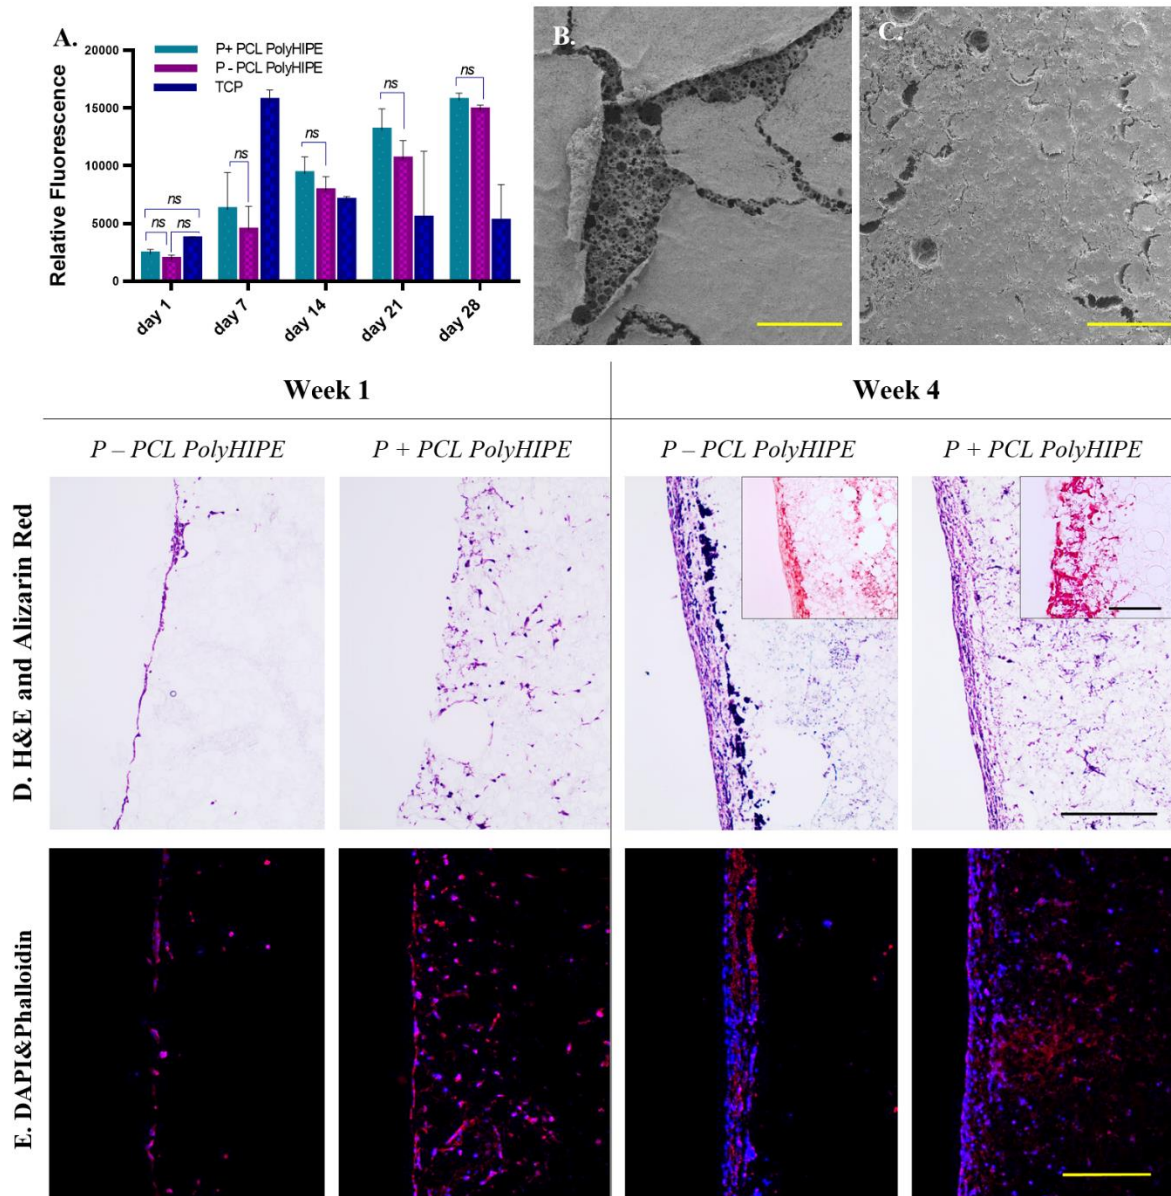 A.
P+ PCL PolyHIPE
P - PCL PolyHIPE
TCP
Relative Fluorescence
20000
15000
10000
5000
0
ns
ns ns
ns
ns
ns
ns
day 1 day 7 day 14 day 21 day 28
B.
C.
Week 1 Week 4
P – PCL PolyHIPE P + PCL PolyHIPE P – PCL PolyHIPE P + PCL PolyHIPE
D. H&E and Alizarin Red
E. DAPI&Phalloidin